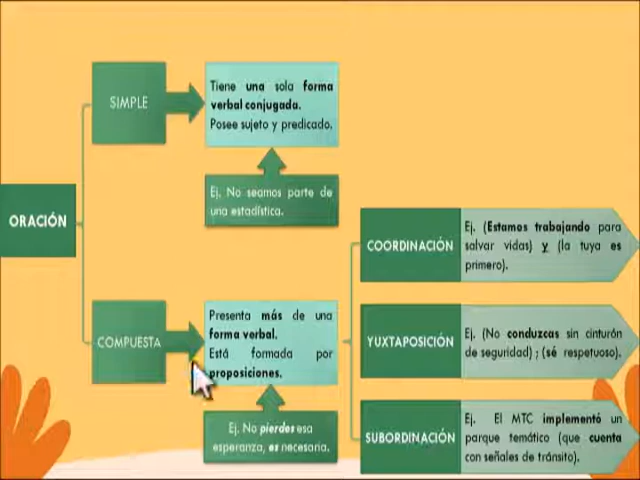 ORACIÓN
SIMPLE
Tiene una sola forma
verbal conjugada.
Posee sujeto y predicado.
Ej. No seamos parte de
una estadística.
COMPUESTA
Presenta más de una
forma verbal.
Está formada por
proposiciones.
Ej. No pierdas esa
esperanza, es necesaria.
COORDINACIÓN
Ej. (Estamos trabajando para
salvar vidas) y (la tuya es
primero).
YUXTAPOSICIÓN
Ej. (No conduzcas sin cinturón
de seguridad) ; (sé respetuoso).
SUBORDINACIÓN
Ej. El MTC implementó un
parque temático (que cuenta
con señales de tránsito).